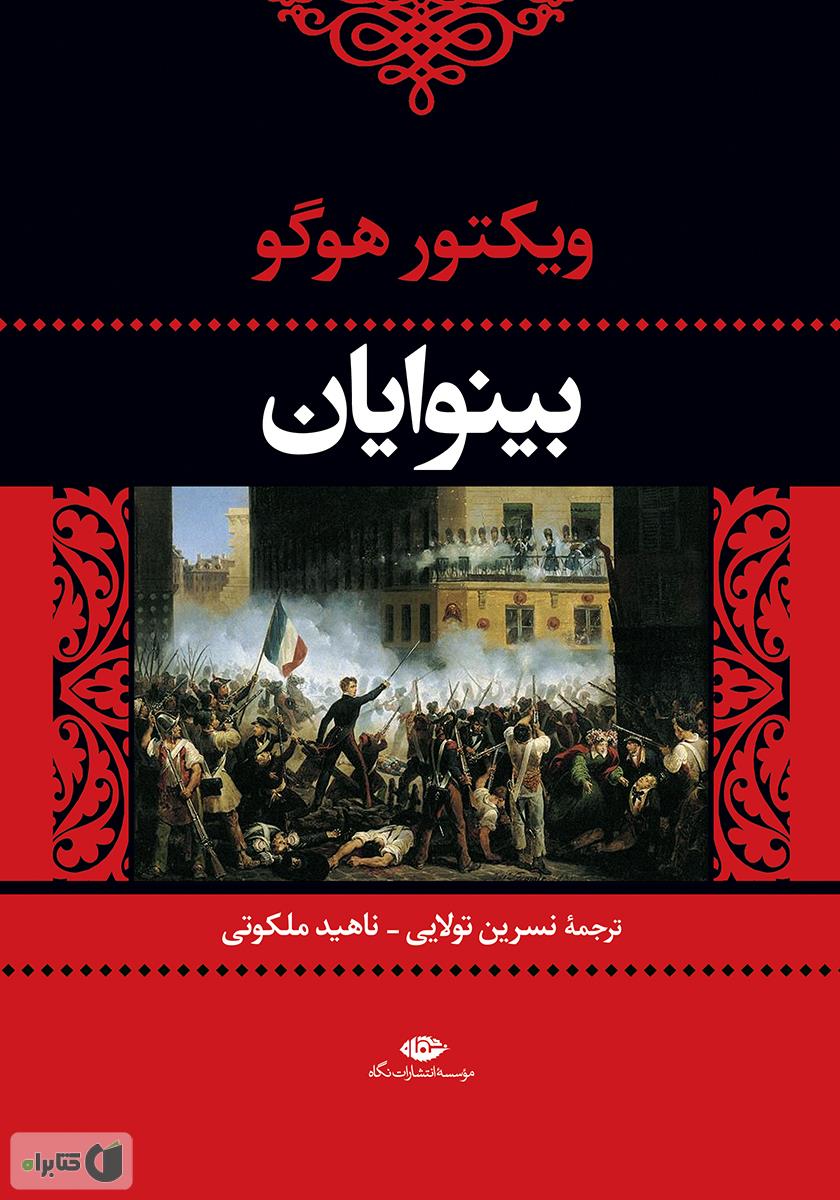 ویکتور هوگو
بینوایان
ترجمهٔ نسرین تولایی - ناهید ملکوتی
نگاه
مؤسسهٔ انتشارات نگاه
کتابراه